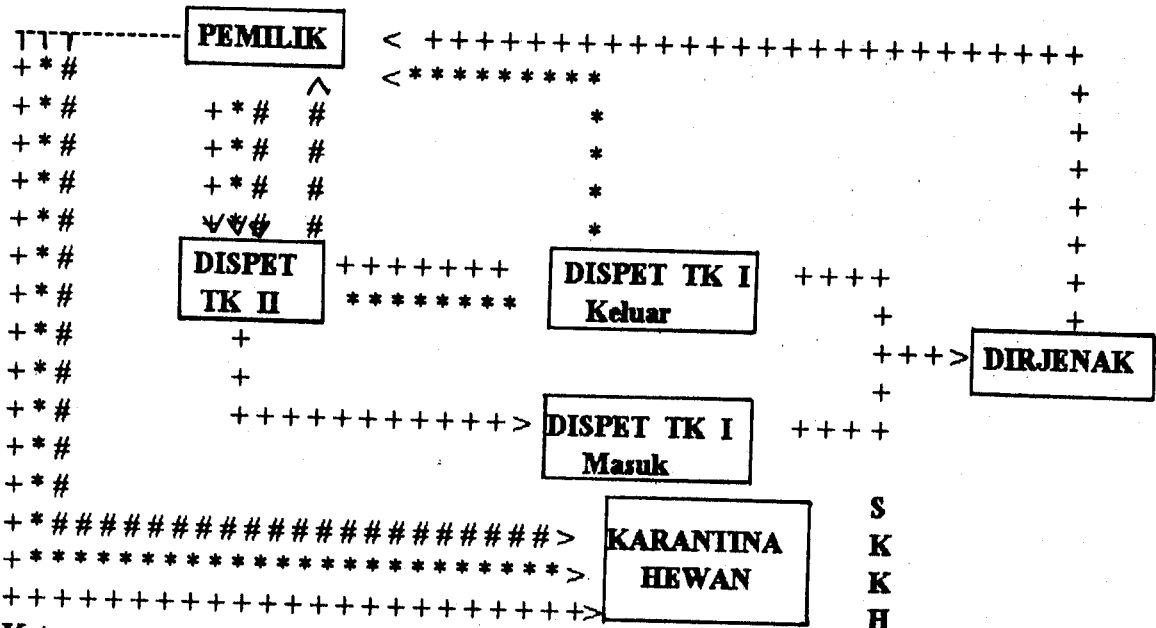 PEMILIK
DISPET
TK II
DISPET TK I
Keluar
DIRJENAK
DISPET TK I
Masuk
KARANTINA
HEWAN
S
K
K
H